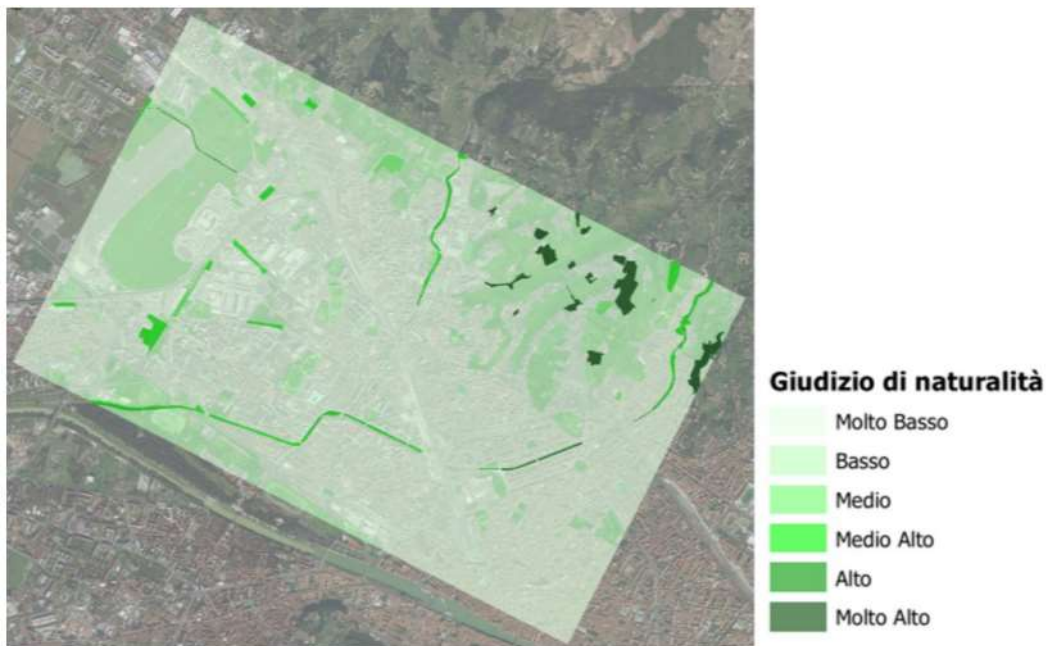 Giudizio di naturalità
Molto Basso
Basso
Medio
Medio Alto
Alto
Molto Alto